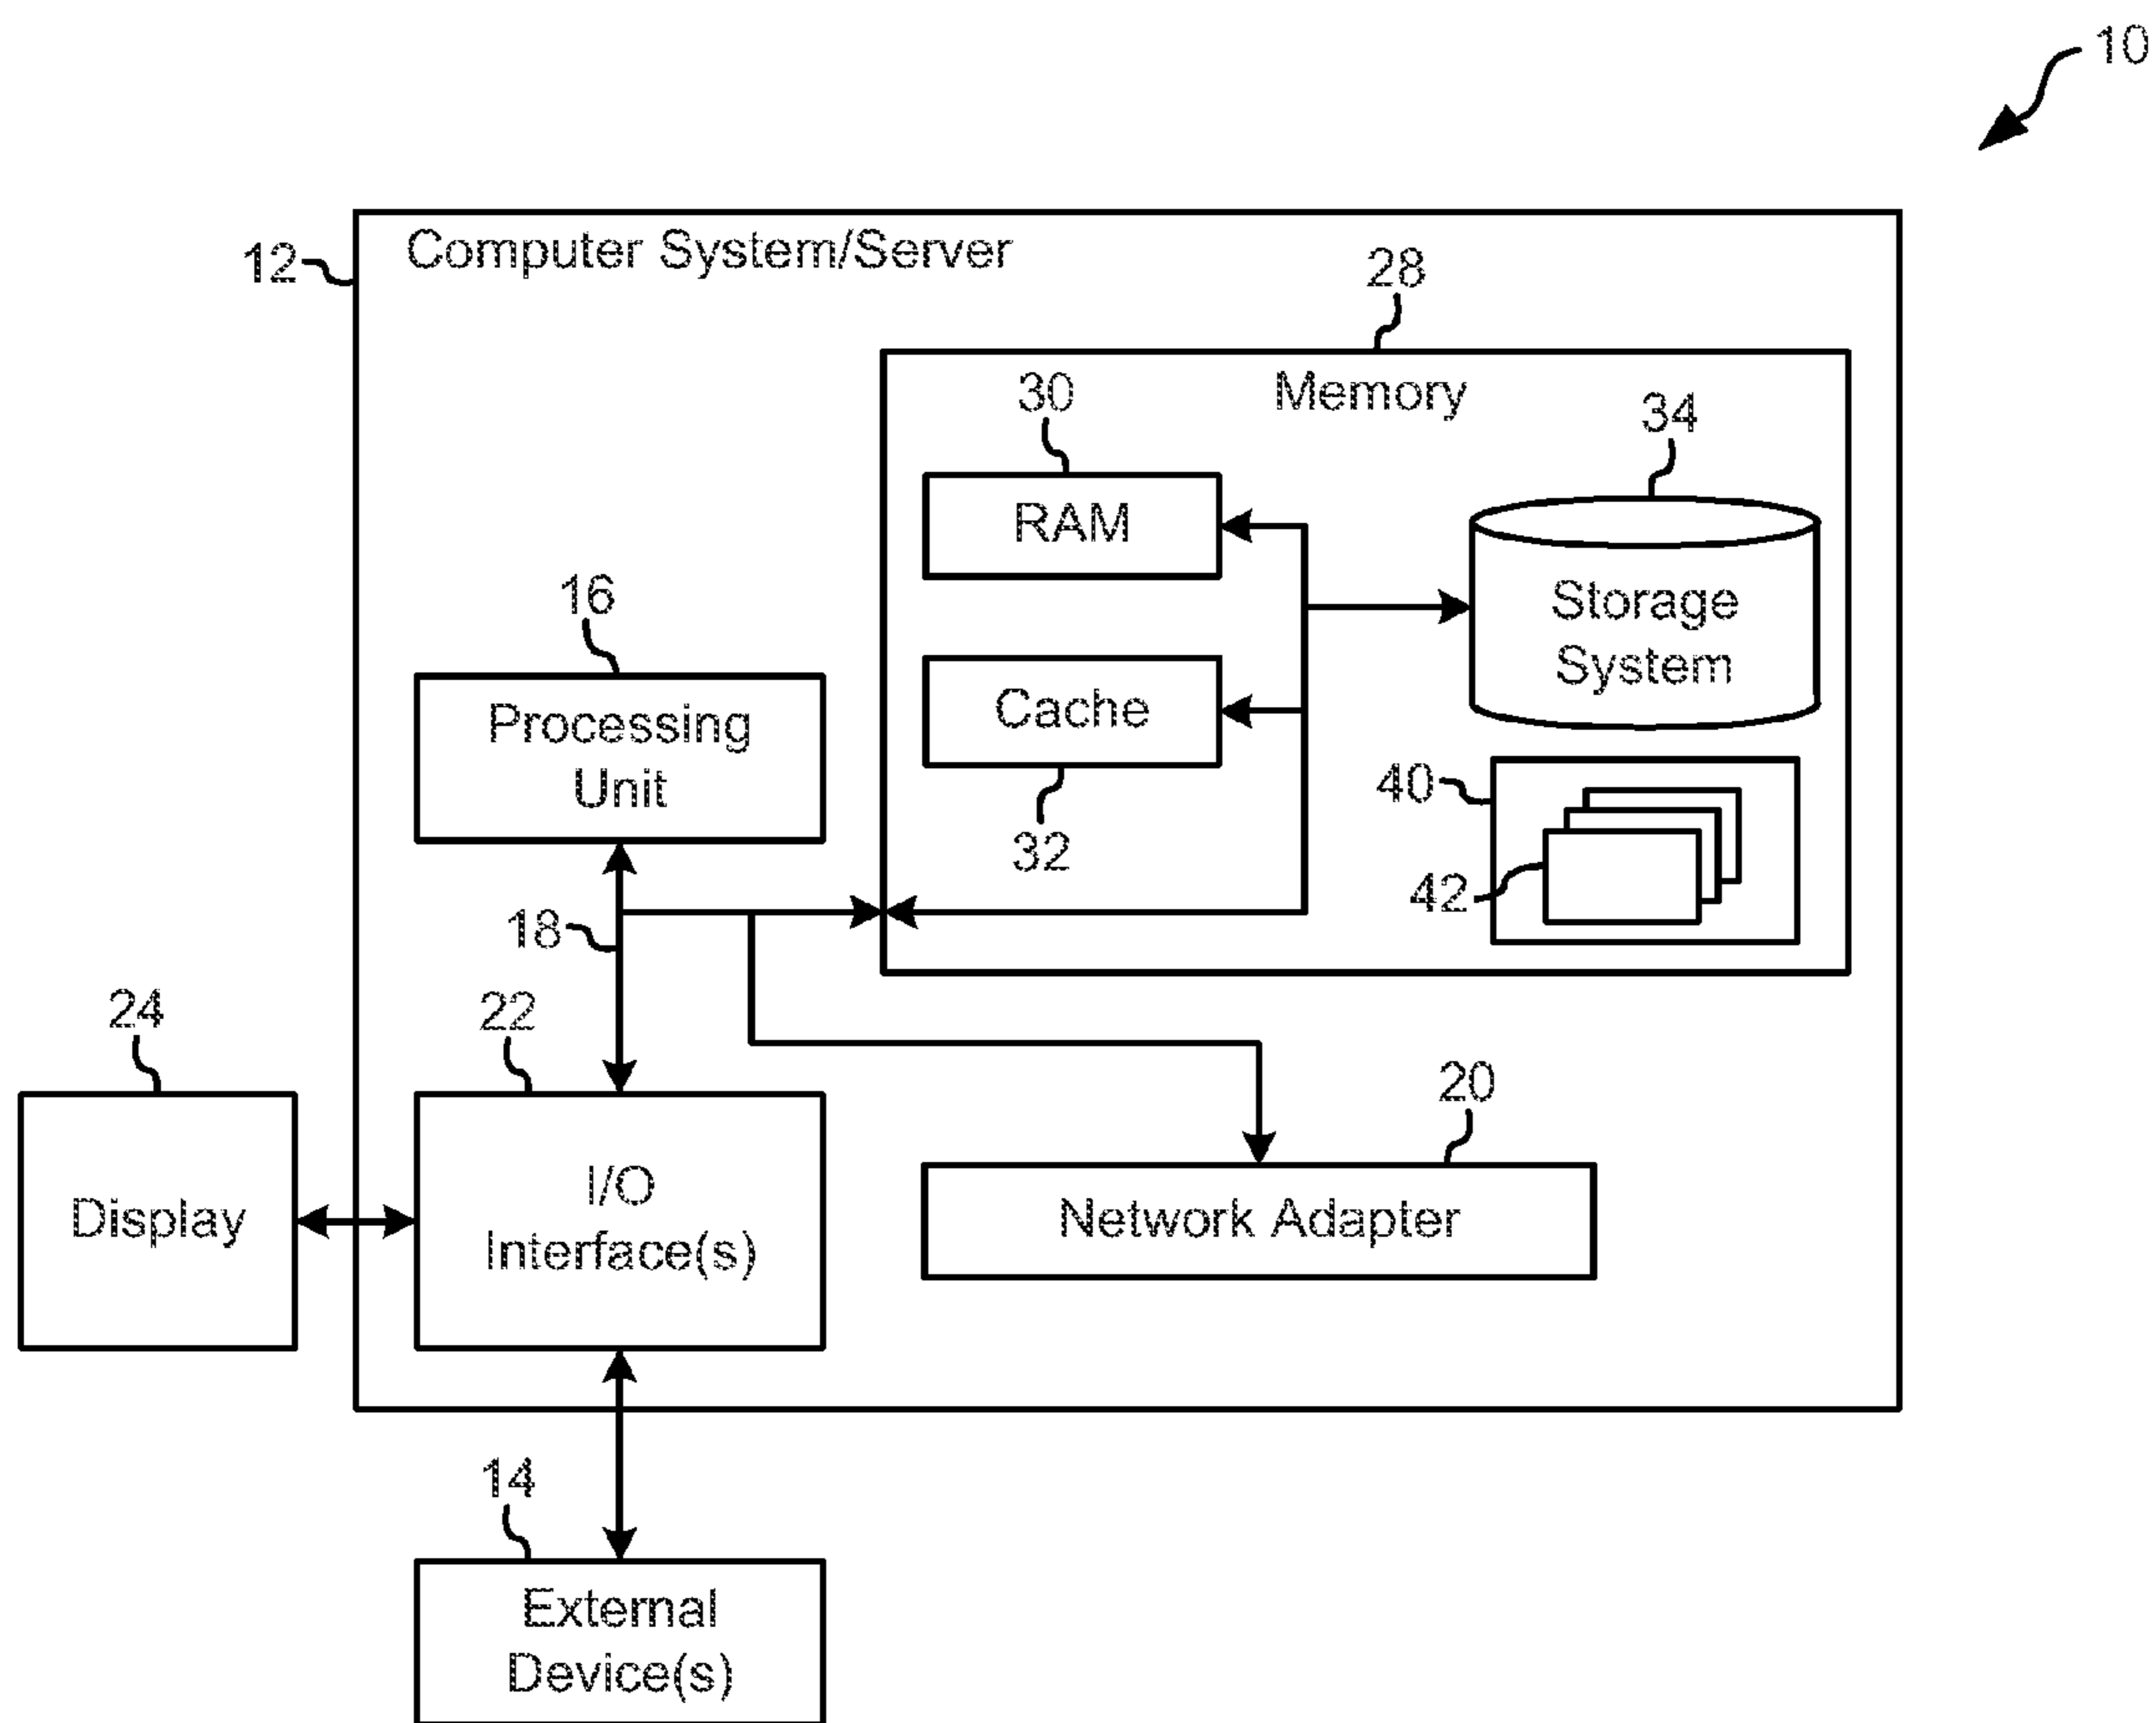 10
12
Computer System/Server
28
Memory
30
RAM
34
Storage
System
16
Processing
Unit
Cache
32
40
42
18
24
22
20
Display
I/O
Interface(s)
Network Adapter
14
External
Device(s)